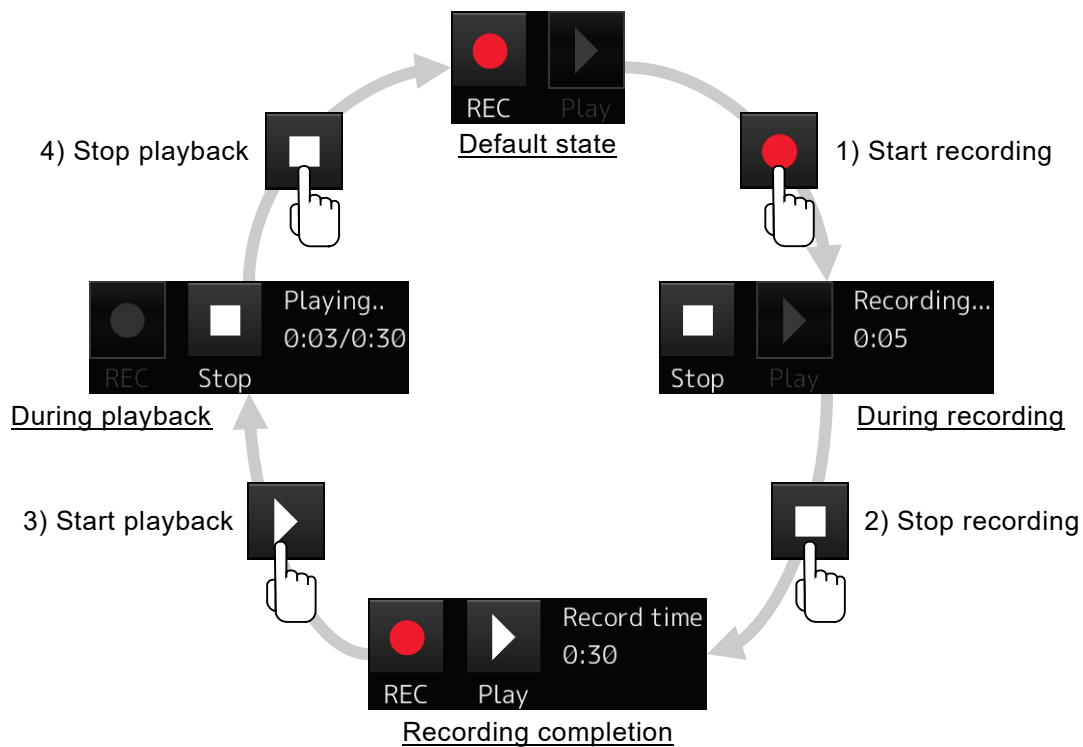 REC
Play
Default state
4) Stop playback
1) Start recording
Playing..
0:03/0:30
REC
Stop
During playback
Recording...
0:05
Stop
Play
During recording
3) Start playback
2) Stop recording
Record time
0:30
REC
Play
Recording completion